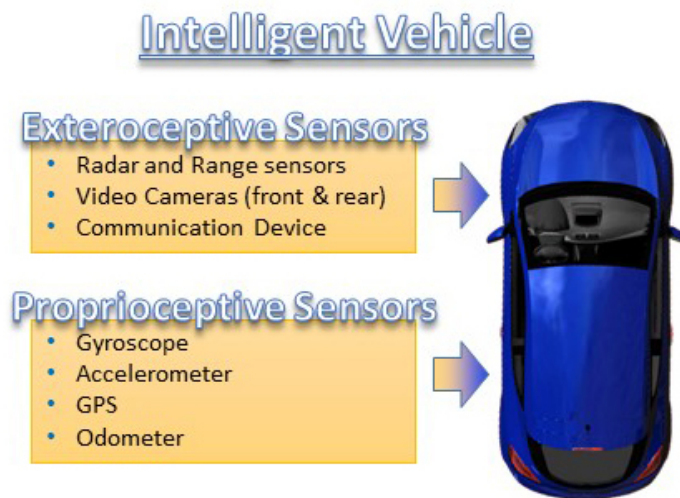 Intelligent Vehicle
Exteroceptive Sensors
• Radar and Range sensors
• Video Cameras (front & rear)
• Communication Device
Proprioceptive Sensors
• Gyroscope
• Accelerometer
• GPS
• Odometer